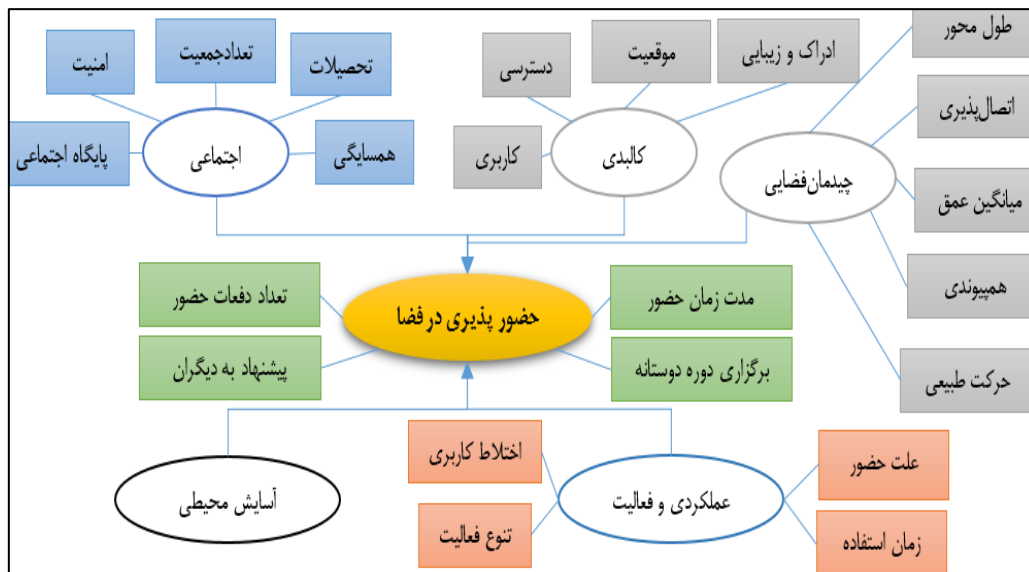 طول محور
ادراک و زیبایی
موقعیت
دسترسی
تحصیلات
تعدادجمعیت
امنیت
اتصال‌پذیری
کالبدی
کاربری
اجتماعی
همسایگی
پایگاه اجتماعی
چیدمان‌فضایی
میانگین عمق
همپیوندی
حرکت طبیعی
مدت زمان حضور
حضور پذیری در فضا
تعداد دفعات حضور
برگزاری دوره دوستانه
پیشنهاد به دیگران
علت حضور
اختلاط کاربری
عملکردی و فعالیت
آسایش محیطی
زمان استفاده
تنوع فعالیت